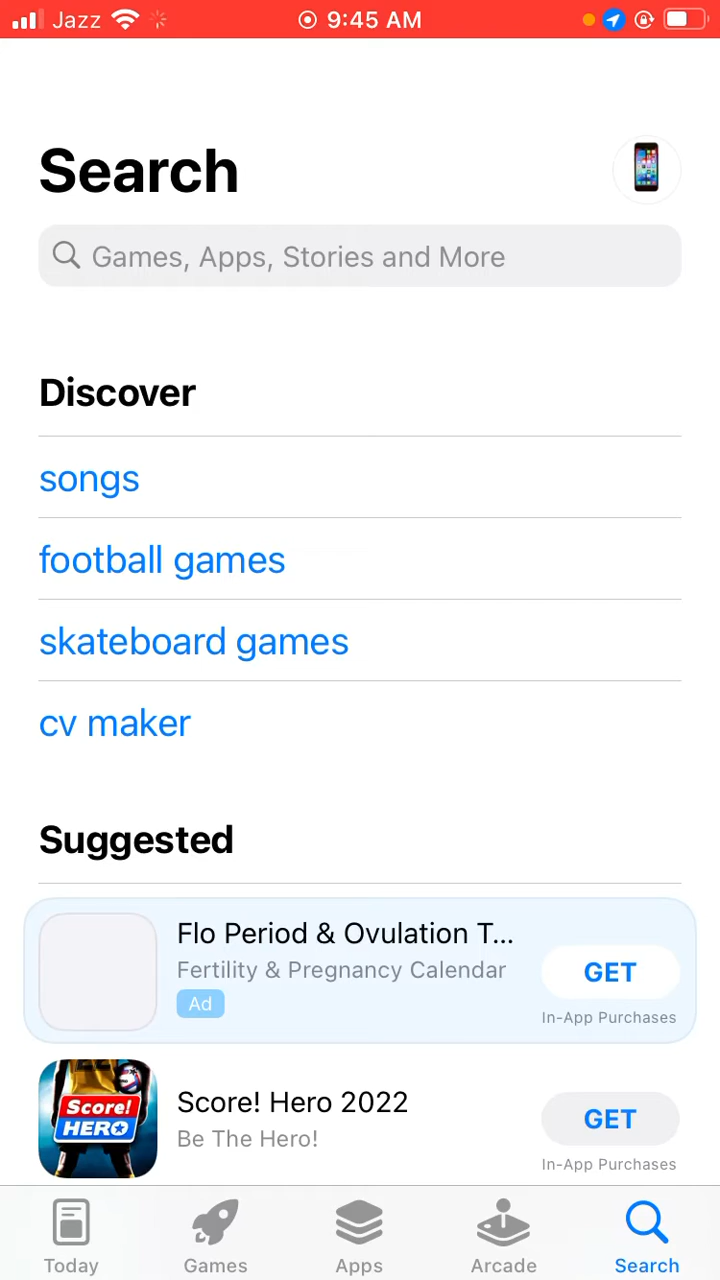 Jazz 9:45 AM
Search
Games, Apps, Stories and More
Discover
songs
football games
skateboard games
cv maker
Suggested
Flo Period & Ovulation T...
Fertility & Pregnancy Calendar
Ad
GET
In-App Purchases
Score!
HERO
Score! Hero 2022
Be The Hero!
GET
In-App Purchases
Today Games Apps Arcade Search